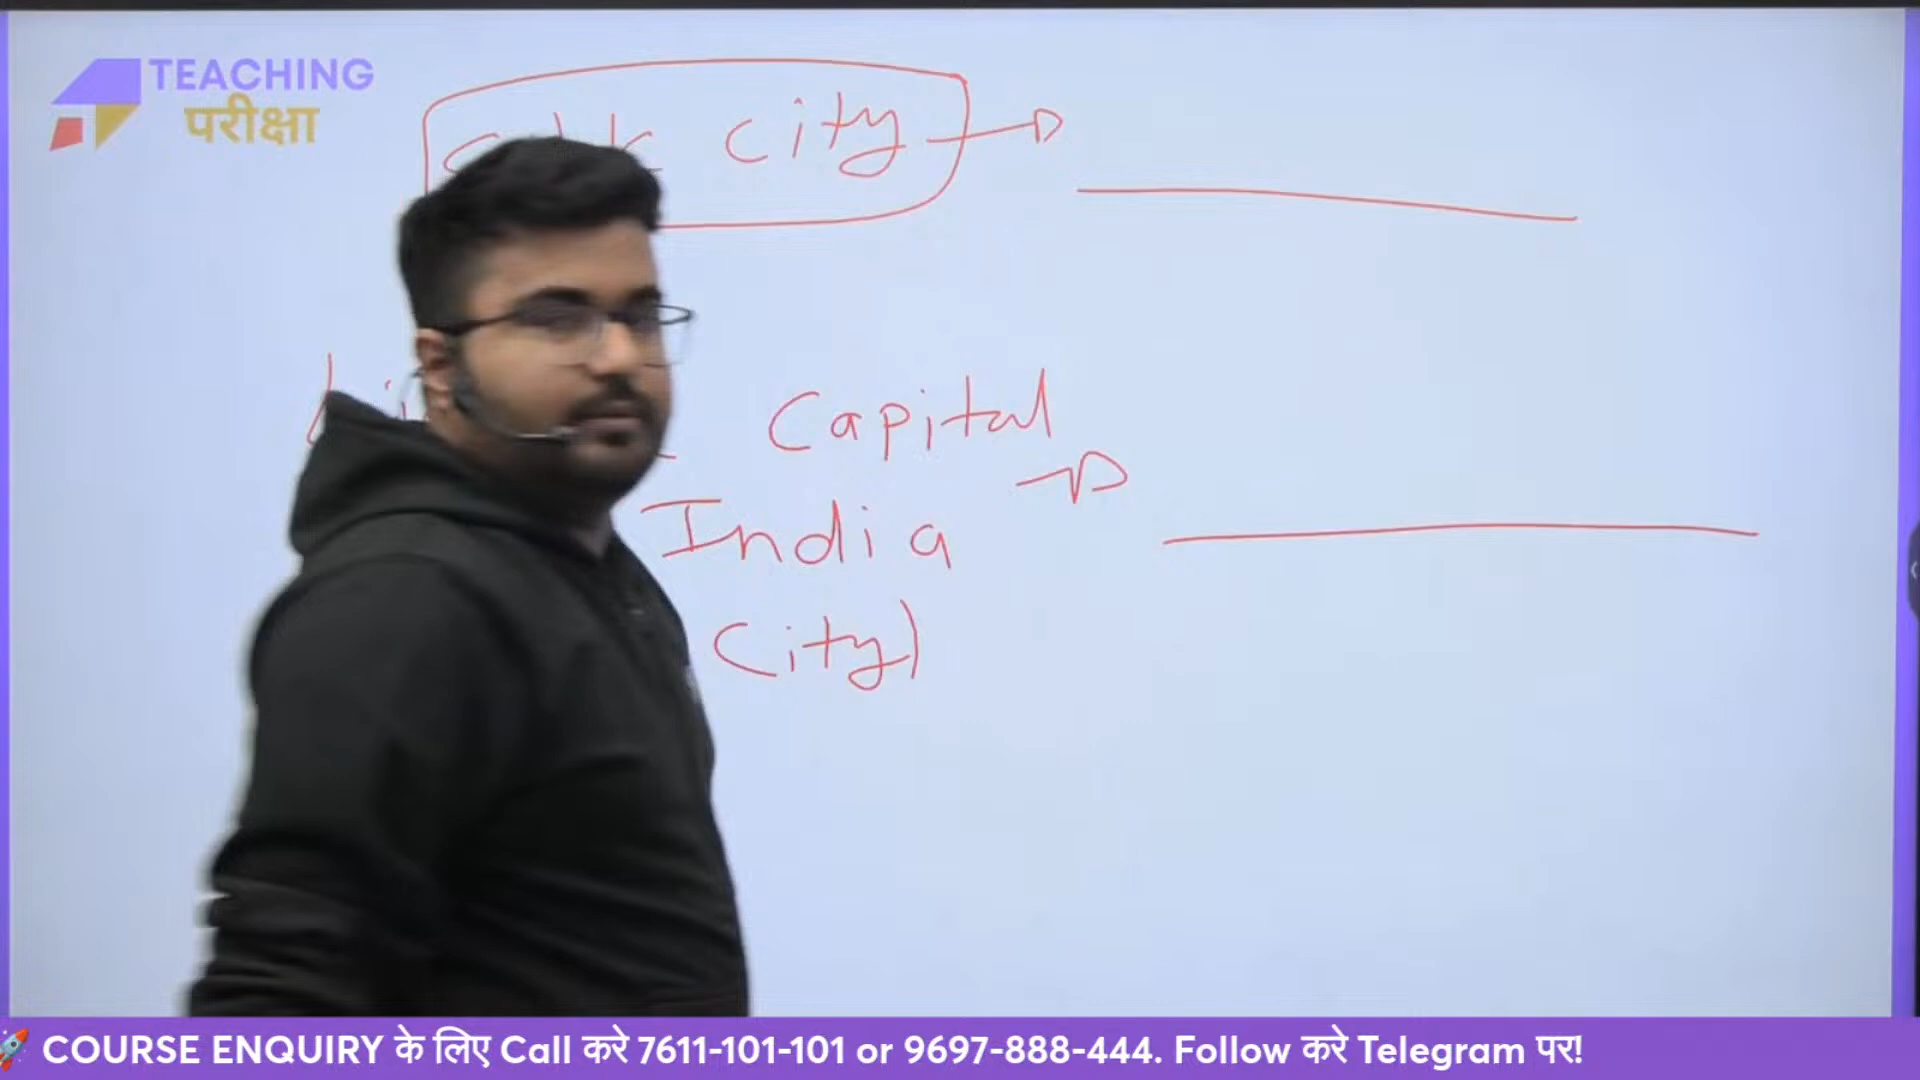 TEACHING
परीक्षा
city
Capital
India
City)
🚀 COURSE ENQUIRY के लिए Call करे 7611-101-101 or 9697-888-444. Follow करे Telegram पर!